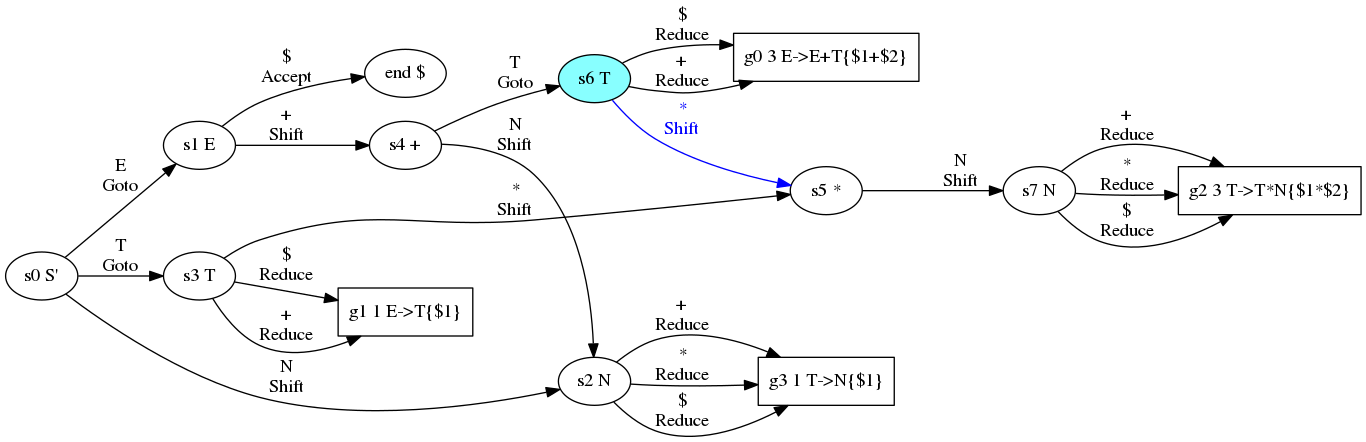 $
Reduce
+
Reduce
g0 3 E->E+T{$1+$2}
$
Accept
end $
T
Goto
s6 T
*
Shift
+
Shift
s1 E
s4 +
N
Shift
+
Reduce
*
Reduce
$
Reduce
g2 3 T->T*N{$1*$2}
E
Goto
*
Shift
s5 *
N
Shift
s7 N
s0 S'
T
Goto
s3 T
$
Reduce
+
Reduce
g1 1 E->T{$1}
N
Shift
s2 N
+
Reduce
*
Reduce
$
Reduce
g3 1 T->N{$1}